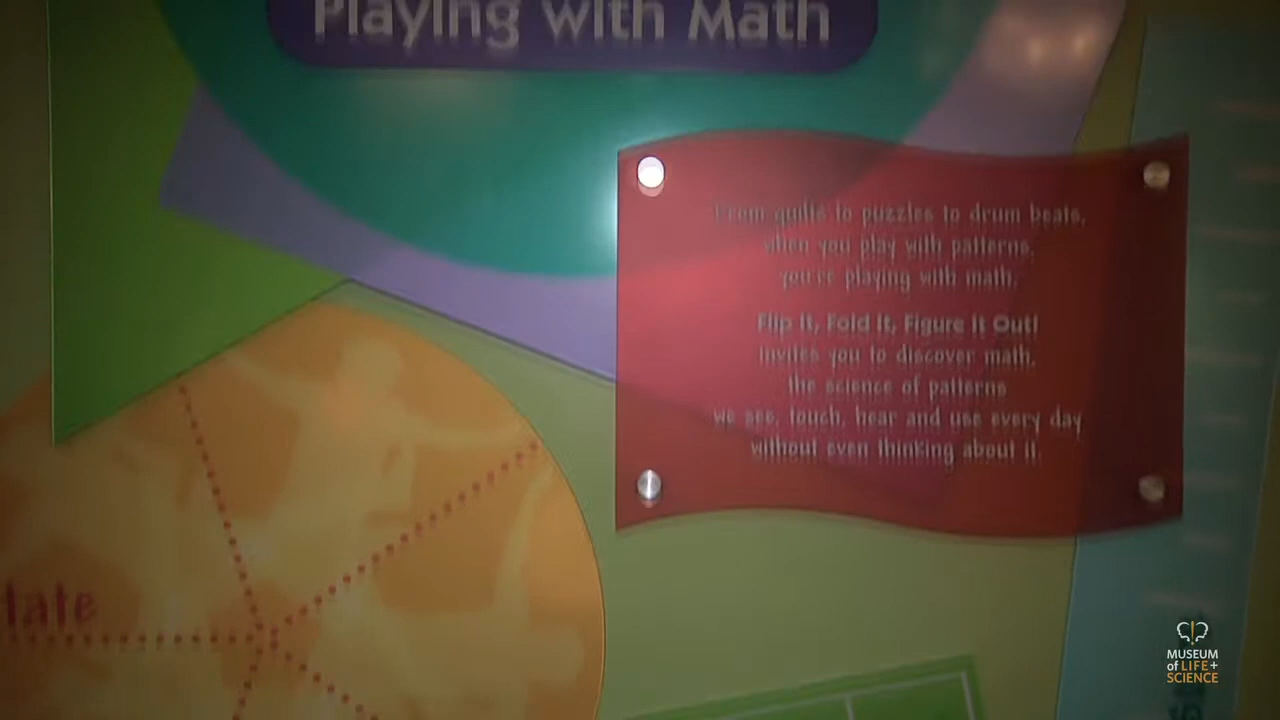 Playing with Math
From quilts to puzzles to drum beats,
when you play with patterns,
you're playing with math.
Flip It, Fold It, Figure It Out!
invites you to discover math,
the science of patterns
we see, touch, hear and use every day
without even thinking about it.
late
MUSEUM
of LIFE+
SCIENCE